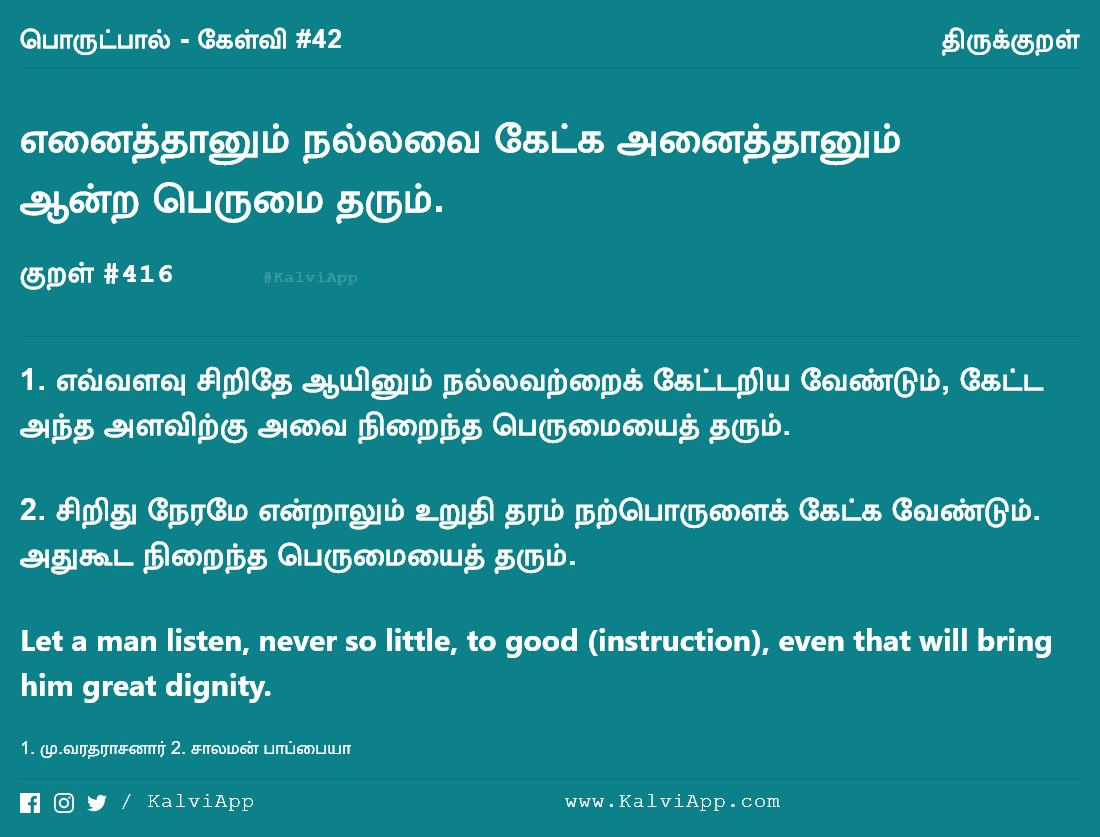 பொருட்பால் - கேள்வி #42
திருக்குறள்
எனைத்தானும் நல்லவை கேட்க அனைத்தானும்
ஆன்ற பெருமை தரும்.
குறள் #416
#KalviApp
1. எவ்வளவு சிறிதே ஆயினும் நல்லவற்றைக் கேட்டறிய வேண்டும், கேட்ட
அந்த அளவிற்கு அவை நிறைந்த பெருமையைத் தரும்.
2. சிறிது நேரமே என்றாலும் உறுதி தரம் நற்பொருளைக் கேட்க வேண்டும்.
அதுகூட நிறைந்த பெருமையைத் தரும்.
Let a man listen, never so little, to good (instruction), even that will bring
him great dignity.
1. மு.வரதராசனார் 2. சாலமன் பாப்பையா
/ KalviApp
www.KalviApp.com